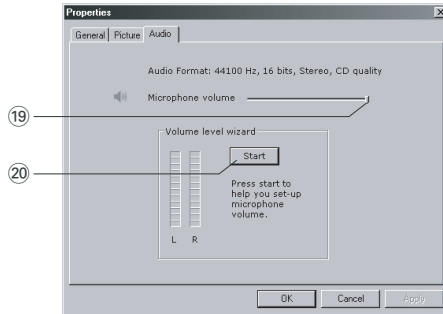 Properties
General Picture Audio
Audio Format: 44100 Hz, 16 bits, Stereo, CD quality
Microphone volume
19
Volume level wizard
Start
20
Press start to
help you set-up
microphone
volume.
L R
OK Cancel Apply